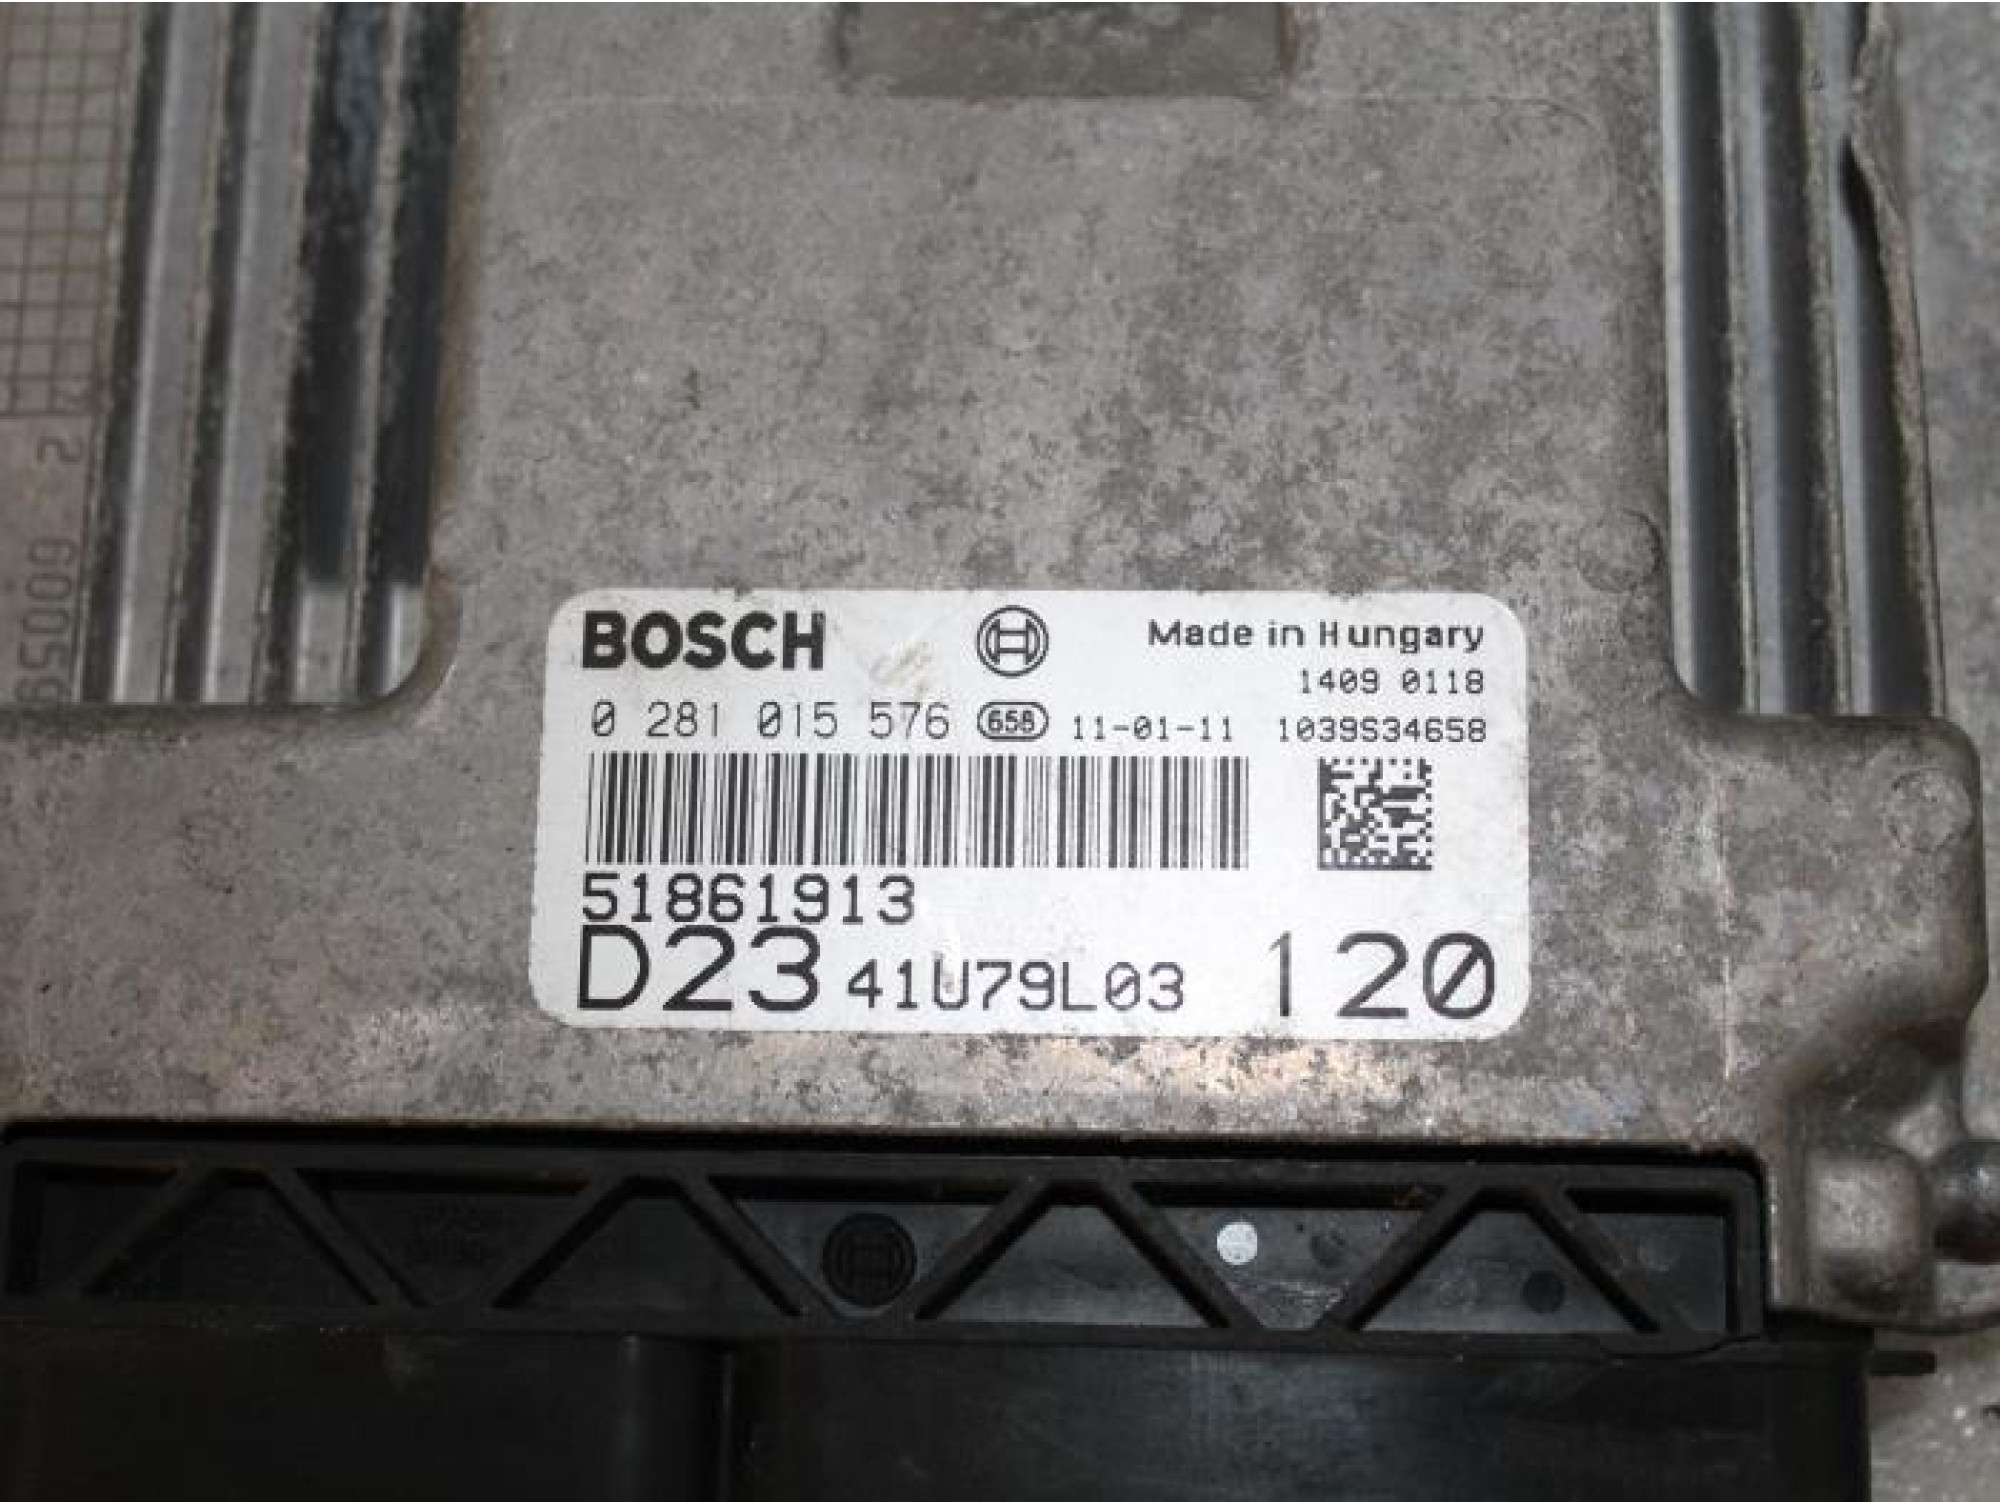 BOSCH
Made in Hungary
1409 0118
0 281 015 576 658 11-01-11 1039S34658
51861913
D23 41U79L03 120